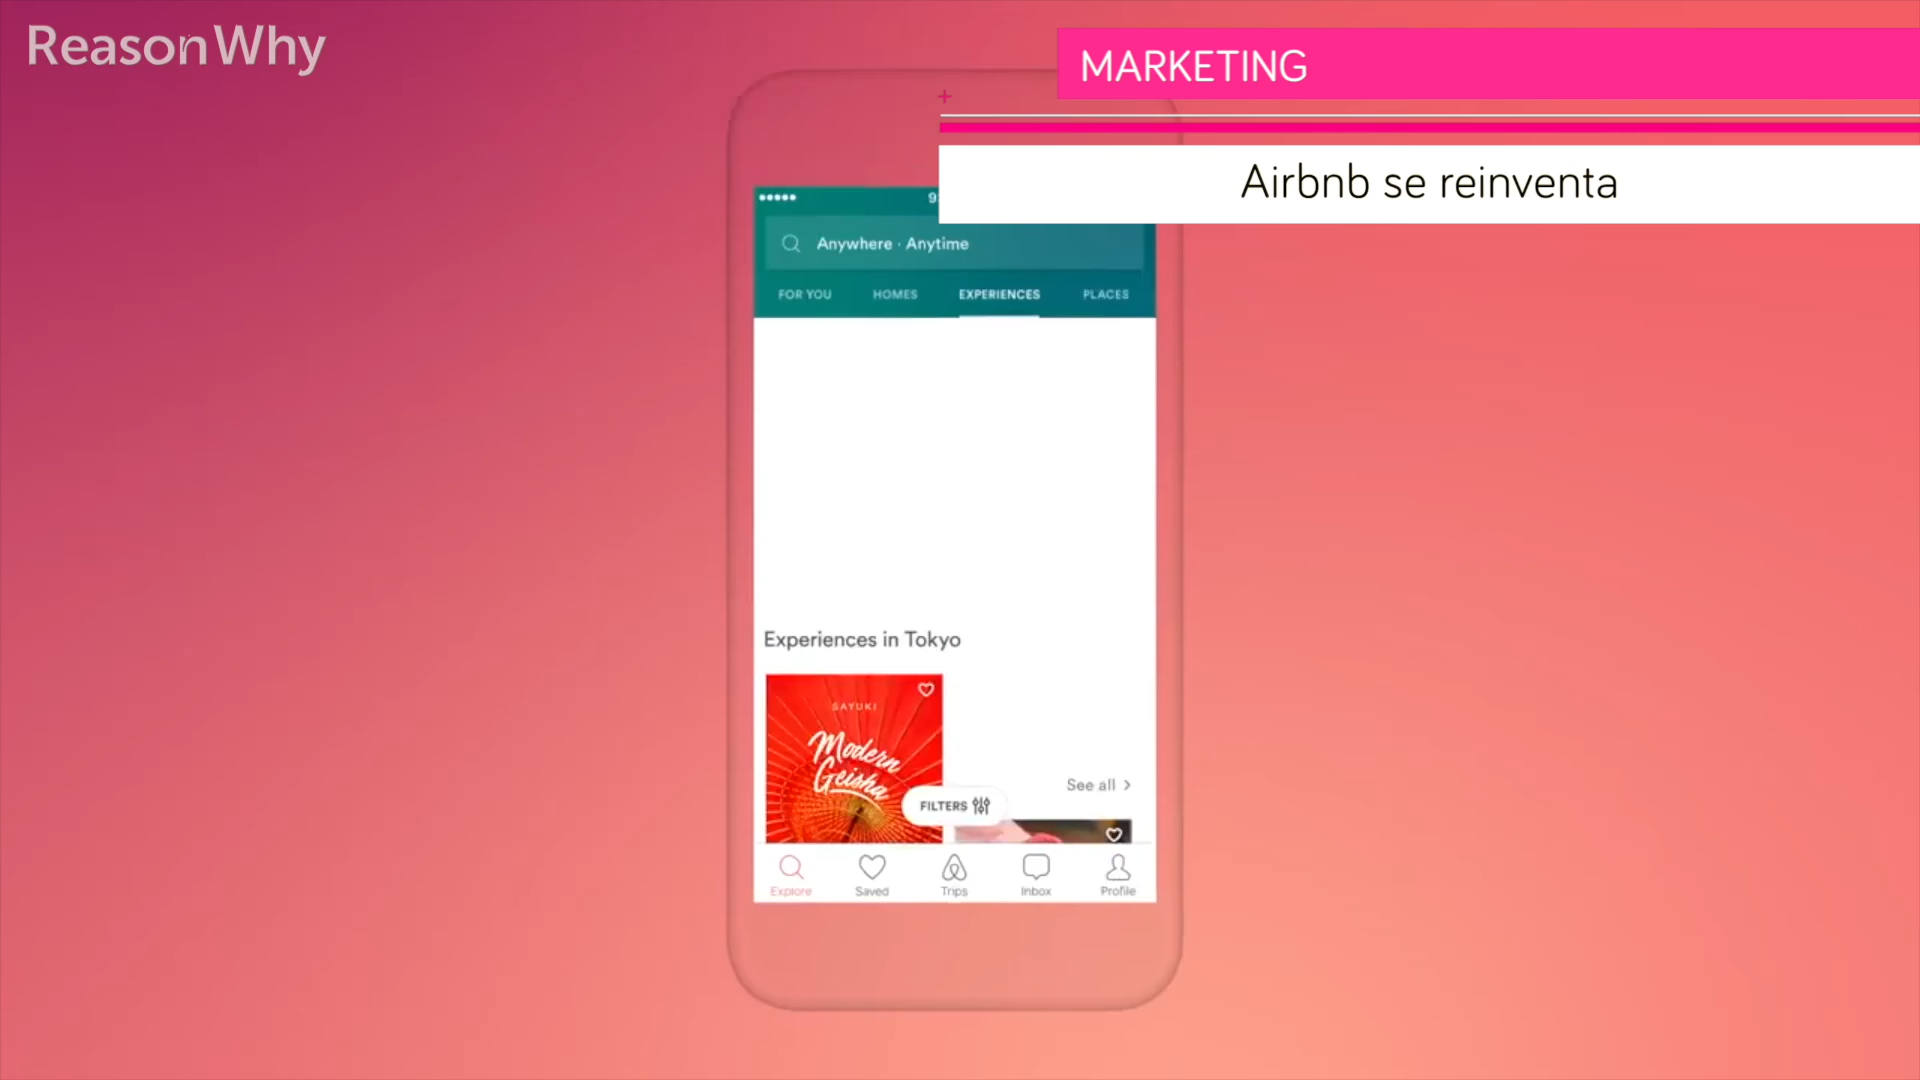 ReasonWhy
MARKETING
Airbnb se reinventa
Anywhere · Anytime
FOR YOU HOMES EXPERIENCES PLACES
Experiences in Tokyo
SAYUKI
Modern
Geisha
See all >
FILTERS
Explore Saved Trips Inbox Profile